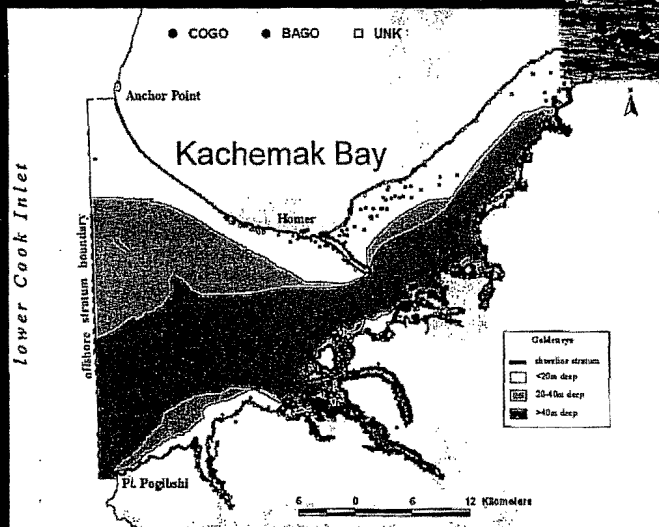 COGO BAGO UNK
Anchor Point
Kachemak Bay
lower Cook Inlet
offshore stratum boundary
Homer
Goldeneye
shoreline stratum
<20m deep
20-40m deep
>40m deep
Pt. Pogibshi
6 0 6 12 Kilometers